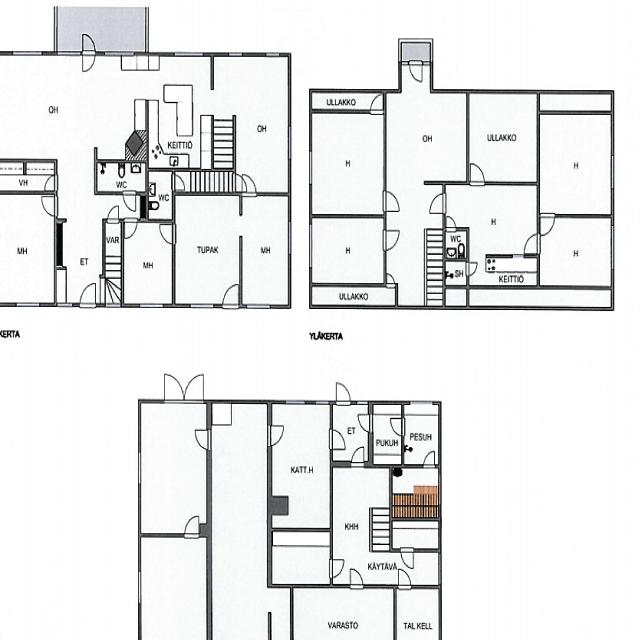 OH
KEITTIÖ
OH
WC
VH
WC
MH
VAR
ET
MH
TUPAK
MH
KERTA
ULLAKKO
OH
ULLAKKO
H
H
H
H
WC
H
SH
KEITTIÖ
ULLAKKO
YLÄKERTA
ET
PUKUH
PESUH
KATT.H
KHH
KÄYTÄVÄ
VARASTO
TAL KELL